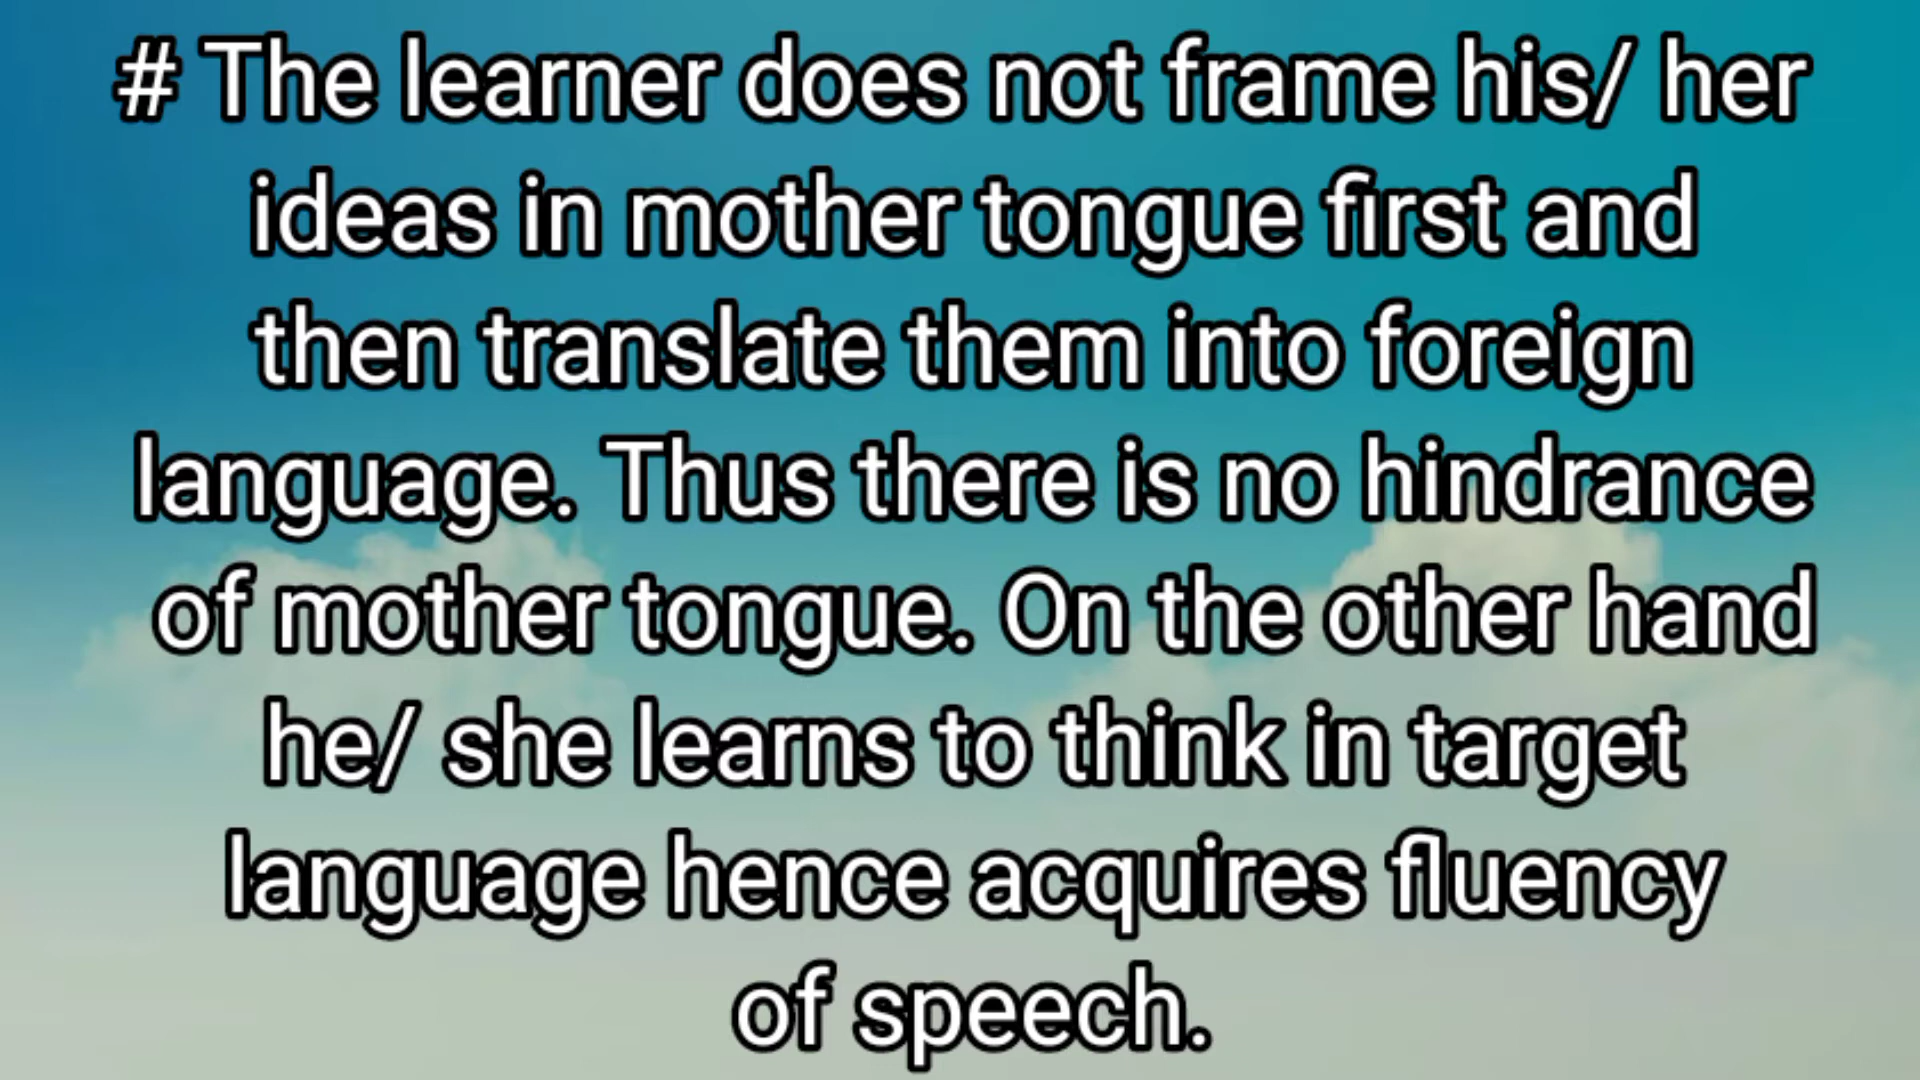 # The learner does not frame his/ her
ideas in mother tongue first and
then translate them into foreign
language. Thus there is no hindrance
of mother tongue. On the other hand
he/ she learns to think in target
language hence acquires fluency
of speech.